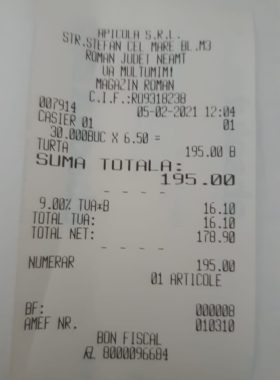 APICULA S.R.L.
STR.STEFAN CEL MARE BL.M3
ROMAN JUDET NEAMT
VA MULTUMIM!
MAGAZIN ROMAN
C.I.F.:RO9318238
007914 05-02-2021 12:04
CASIER 01 01
30.000BUC X 6.50 =
TURTA 195.00 B
SUMA TOTALA:
195.00
- - - -
9.00% TVA*B 16.10
TOTAL TVA: 16.10
TOTAL NET: 178.90
- - - -
NUMERAR 195.00
01 ARTICOLE
BF: 000008
AMEF NR. 010310
BON FISCAL
8000096684